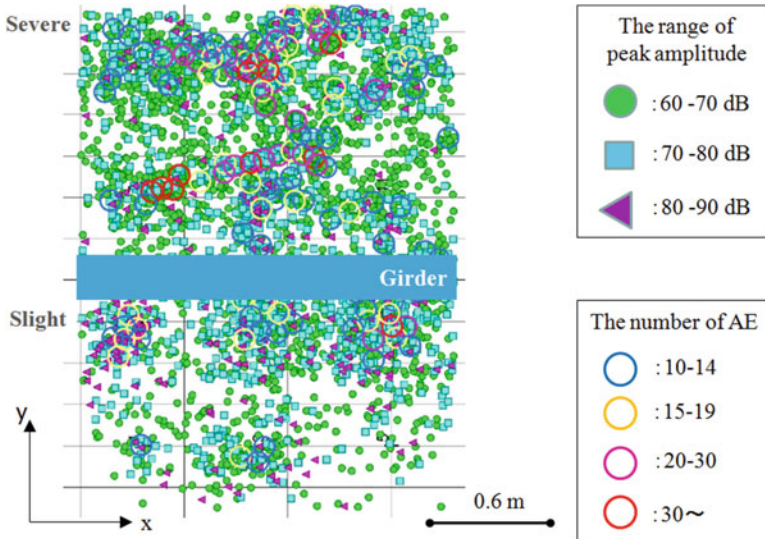 Severe
Girder
Slight
y
x
0.6 m
The range of
peak amplitude
:60 -70 dB
:70 -80 dB
:80 -90 dB
The number of AE
:10-14
:15-19
:20-30
:30～